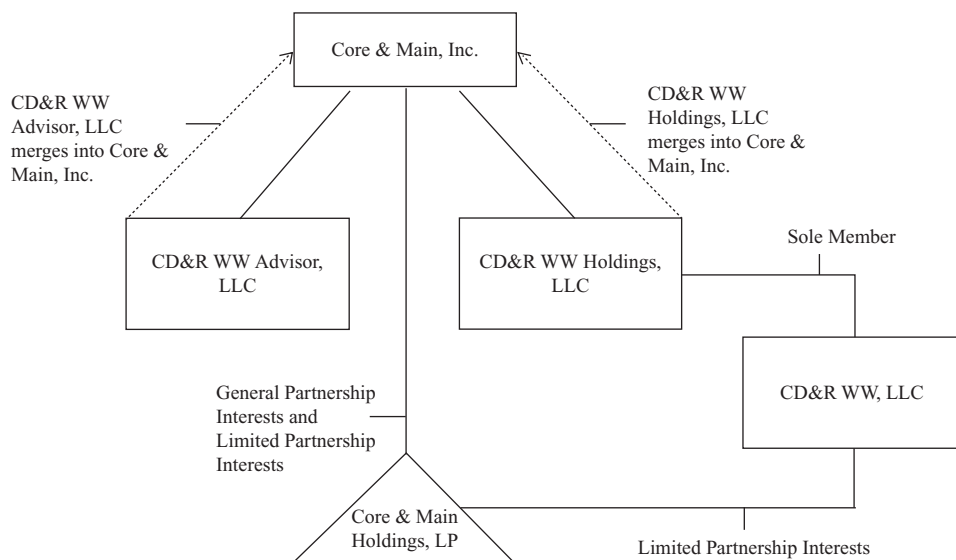 Core & Main, Inc.
CD&R WW
Advisor, LLC
merges into Core &
Main, Inc.
CD&R WW
Holdings, LLC
merges into Core &
Main, Inc.
CD&R WW Advisor,
LLC
CD&R WW Holdings,
LLC
Sole Member
CD&R WW, LLC
General Partnership
Interests and
Limited Partnership
Interests
Core & Main
Holdings, LP
Limited Partnership Interests